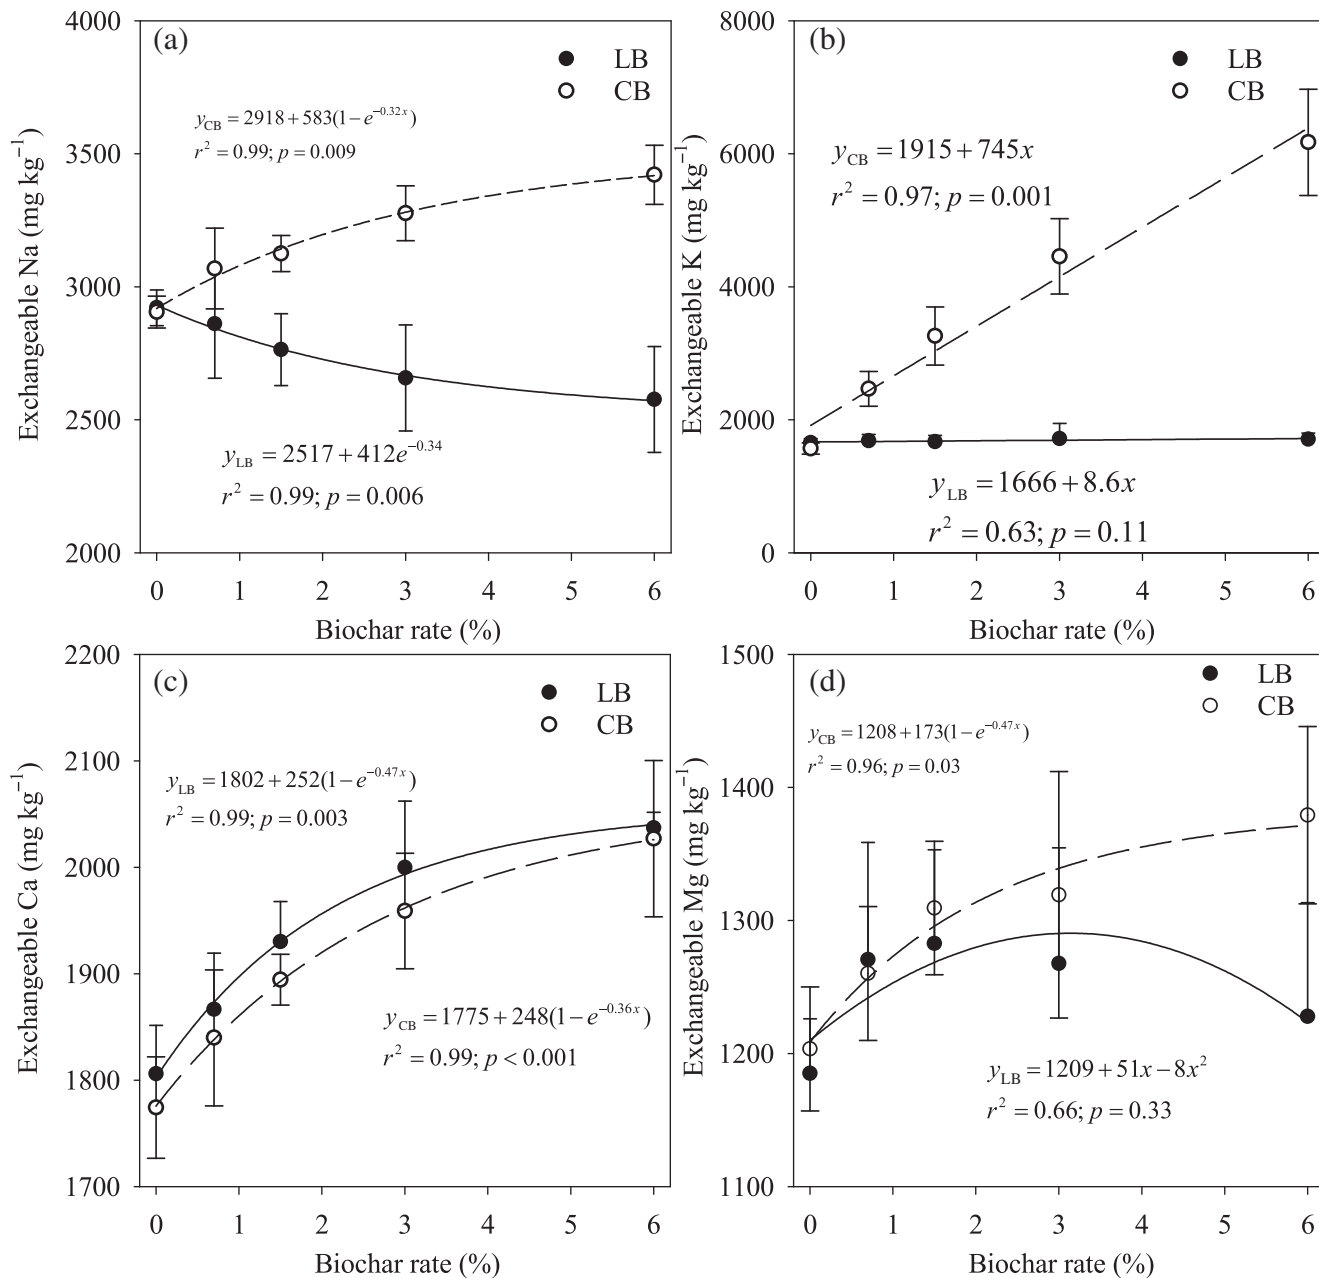 (a)
LB
CB
y_CB = 2918 + 583(1 − e^{−0.32x})
r² = 0.99; p = 0.009
y_LB = 2517 + 412e^{−0.34}
r² = 0.99; p = 0.006
Exchangeable Na (mg kg⁻¹)
4000
3500
3000
2500
2000
0 1 2 3 4 5 6
Biochar rate (%)
(b)
LB
CB
y_CB = 1915 + 745x
r² = 0.97; p = 0.001
y_LB = 1666 + 8.6x
r² = 0.63; p = 0.11
Exchangeable K (mg kg⁻¹)
8000
6000
4000
2000
0
0 1 2 3 4 5 6
Biochar rate (%)
(c)
LB
CB
y_LB = 1802 + 252(1 − e^{−0.47x})
r² = 0.99; p = 0.003
y_CB = 1775 + 248(1 − e^{−0.36x})
r² = 0.99; p < 0.001
Exchangeable Ca (mg kg⁻¹)
2200
2100
2000
1900
1800
1700
0 1 2 3 4 5 6
Biochar rate (%)
(d)
LB
CB
y_CB = 1208 + 173(1 − e^{−0.47x})
r² = 0.96; p = 0.03
y_LB = 1209 + 51x − 8x²
r² = 0.66; p = 0.33
Exchangeable Mg (mg kg⁻¹)
1500
1400
1300
1200
1100
0 1 2 3 4 5 6
Biochar rate (%)